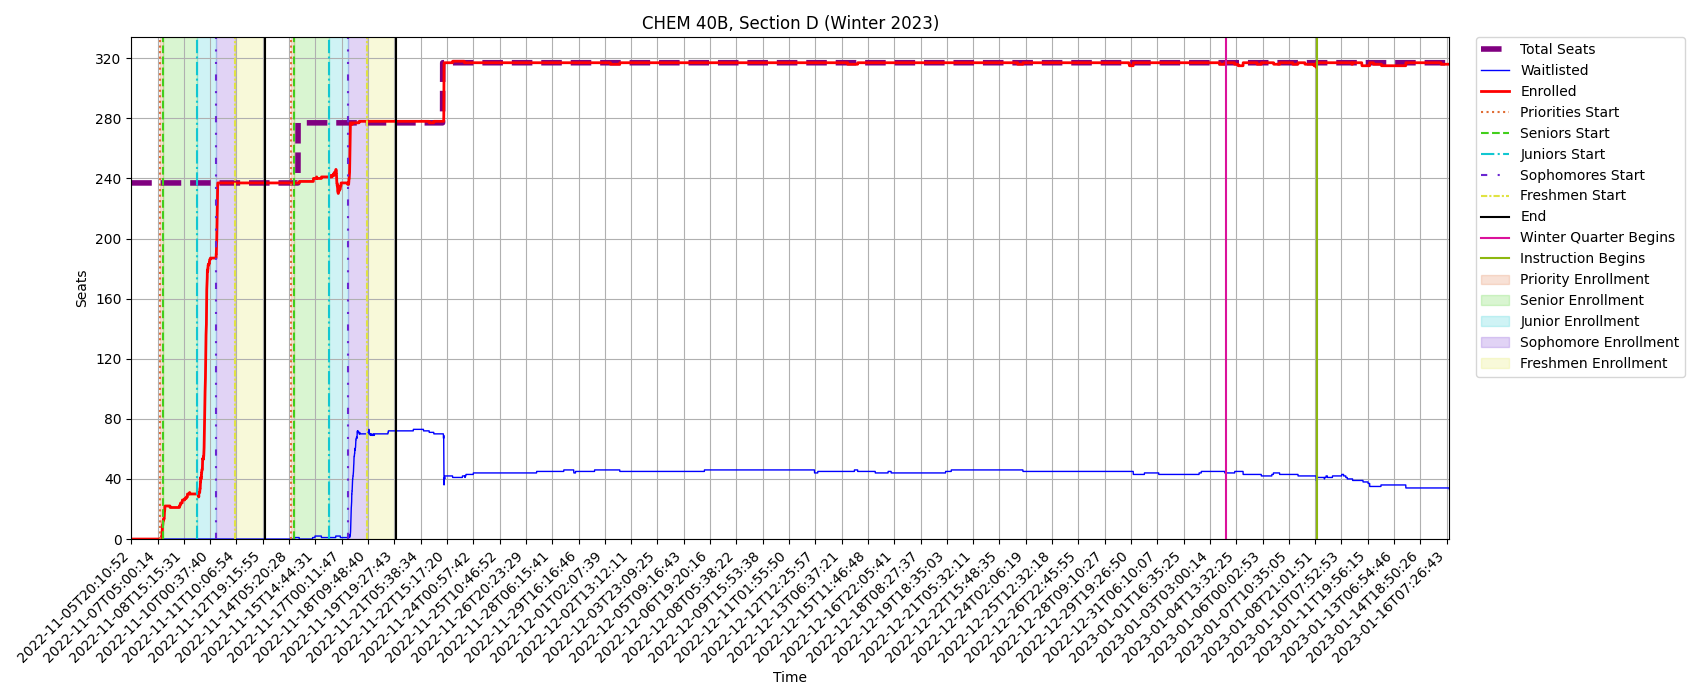 CHEM 40B, Section D (Winter 2023)
320
280
240
200
160
120
80
40
0
Seats
2022-11-05T20:10:52
2022-11-07T05:00:14
2022-11-08T15:15:31
2022-11-10T00:37:40
2022-11-11T10:06:54
2022-11-12T19:15:55
2022-11-14T05:20:28
2022-11-15T14:44:31
2022-11-17T00:11:47
2022-11-18T09:48:40
2022-11-19T19:27:43
2022-11-21T05:38:34
2022-11-22T15:17:20
2022-11-24T00:57:42
2022-11-25T10:46:52
2022-11-26T20:23:29
2022-11-28T06:15:41
2022-11-29T16:16:46
2022-12-01T02:07:39
2022-12-02T13:12:11
2022-12-03T23:09:25
2022-12-05T09:16:43
2022-12-06T19:20:16
2022-12-08T05:38:22
2022-12-09T15:53:38
2022-12-11T01:55:50
2022-12-12T12:25:57
2022-12-13T06:37:21
2022-12-15T11:46:48
2022-12-16T22:05:41
2022-12-18T08:27:37
2022-12-19T18:35:03
2022-12-21T05:32:11
2022-12-22T15:48:35
2022-12-24T02:06:19
2022-12-25T12:32:18
2022-12-26T22:45:55
2022-12-28T09:10:27
2022-12-29T19:26:50
2022-12-31T06:10:07
2023-01-01T16:35:25
2023-01-03T03:00:14
2023-01-04T13:32:25
2023-01-06T00:02:53
2023-01-07T10:35:05
2023-01-08T21:01:51
2023-01-10T07:52:53
2023-01-11T19:56:15
2023-01-13T06:54:46
2023-01-14T18:50:26
2023-01-16T07:26:43
Time
Total Seats
Waitlisted
Enrolled
Priorities Start
Seniors Start
Juniors Start
Sophomores Start
Freshmen Start
End
Winter Quarter Begins
Instruction Begins
Priority Enrollment
Senior Enrollment
Junior Enrollment
Sophomore Enrollment
Freshmen Enrollment